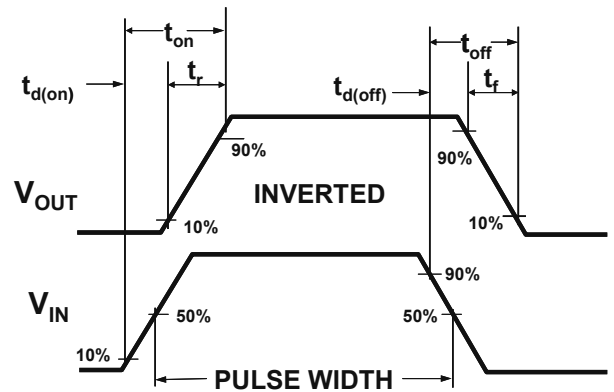 t_on
t_off
t_d(on)
t_r
t_d(off)
t_f
90%
90%
V_OUT
INVERTED
10%
10%
90%
V_IN
50%
50%
10%
PULSE WIDTH